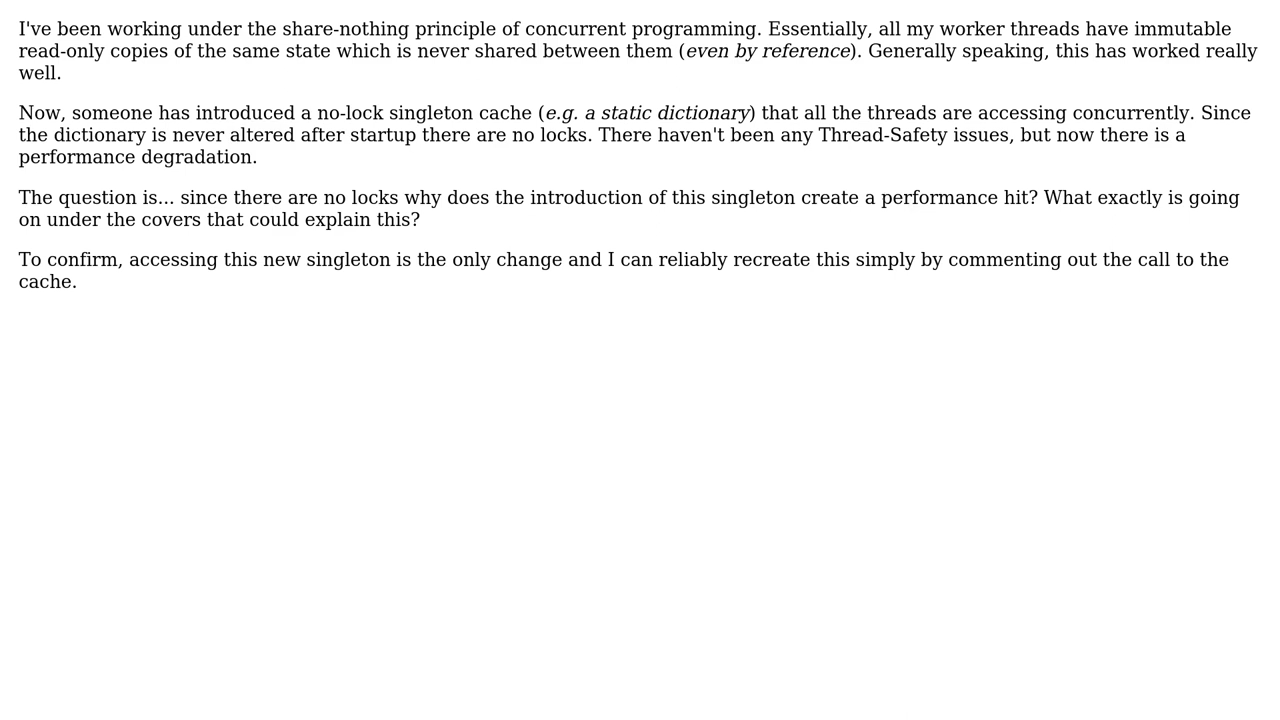 I've been working under the share-nothing principle of concurrent programming. Essentially, all my worker threads have immutable
read-only copies of the same state which is never shared between them (even by reference). Generally speaking, this has worked really
well.
Now, someone has introduced a no-lock singleton cache (e.g. a static dictionary) that all the threads are accessing concurrently. Since
the dictionary is never altered after startup there are no locks. There haven't been any Thread-Safety issues, but now there is a
performance degradation.
The question is... since there are no locks why does the introduction of this singleton create a performance hit? What exactly is going
on under the covers that could explain this?
To confirm, accessing this new singleton is the only change and I can reliably recreate this simply by commenting out the call to the
cache.